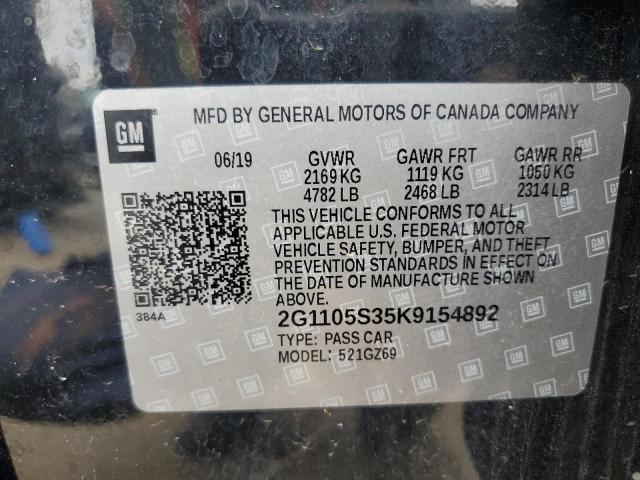 GM
MFD BY GENERAL MOTORS OF CANADA COMPANY
06/19 GVWR GAWR FRT GAWR RR
2169 KG 1119 KG 1050 KG
4782 LB 2468 LB 2314 LB
THIS VEHICLE CONFORMS TO ALL
APPLICABLE U.S. FEDERAL MOTOR
VEHICLE SAFETY, BUMPER, AND THEFT
PREVENTION STANDARDS IN EFFECT ON
THE DATE OF MANUFACTURE SHOWN
ABOVE.
384A
2G1105S35K9154892
TYPE: PASS CAR
MODEL: 521GZ69